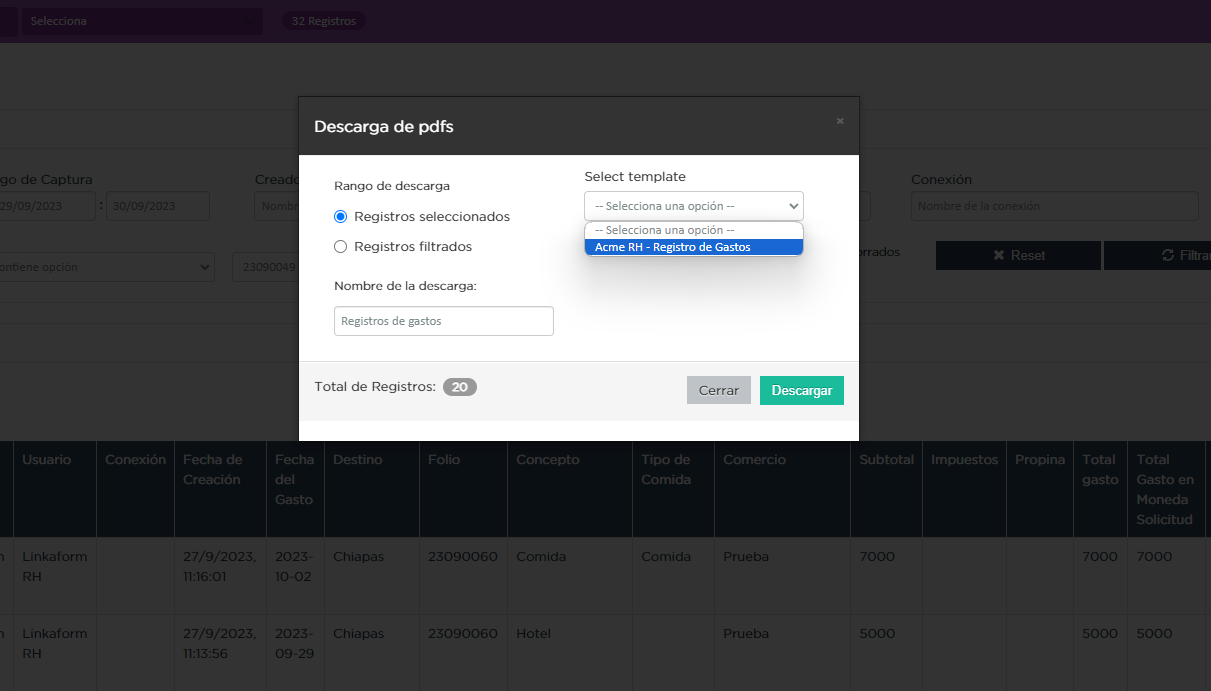 Selecciona
32 Registros
Descarga de pdfs
×
go de Captura
29/09/2023 : 30/09/2023
Creado
Nombr
Conexión
Nombre de la conexión
ontiene opción
23090049
orrados
Reset
Filtra
Rango de descarga
Registros seleccionados
Registros filtrados
Nombre de la descarga:
Registros de gastos
Select template
-- Selecciona una opción --
-- Selecciona una opción --
Acme RH - Registro de Gastos
Total de Registros: 20
Cerrar
Descargar
Usuario
Conexión
Fecha de
Creación
Fecha
del
Gasto
Destino
Folio
Concepto
Tipo de
Comida
Comercio
Subtotal
Impuestos
Propina
Total
gasto
Total
Gasto en
Moneda
Solicitud
n
Linkaform
RH
27/9/2023,
11:16:01
2023-
10-02
Chiapas
23090060
Comida
Comida
Prueba
7000
7000
7000
n
Linkaform
RH
27/9/2023,
11:13:56
2023-
09-29
Chiapas
23090060
Hotel
Prueba
5000
5000
5000